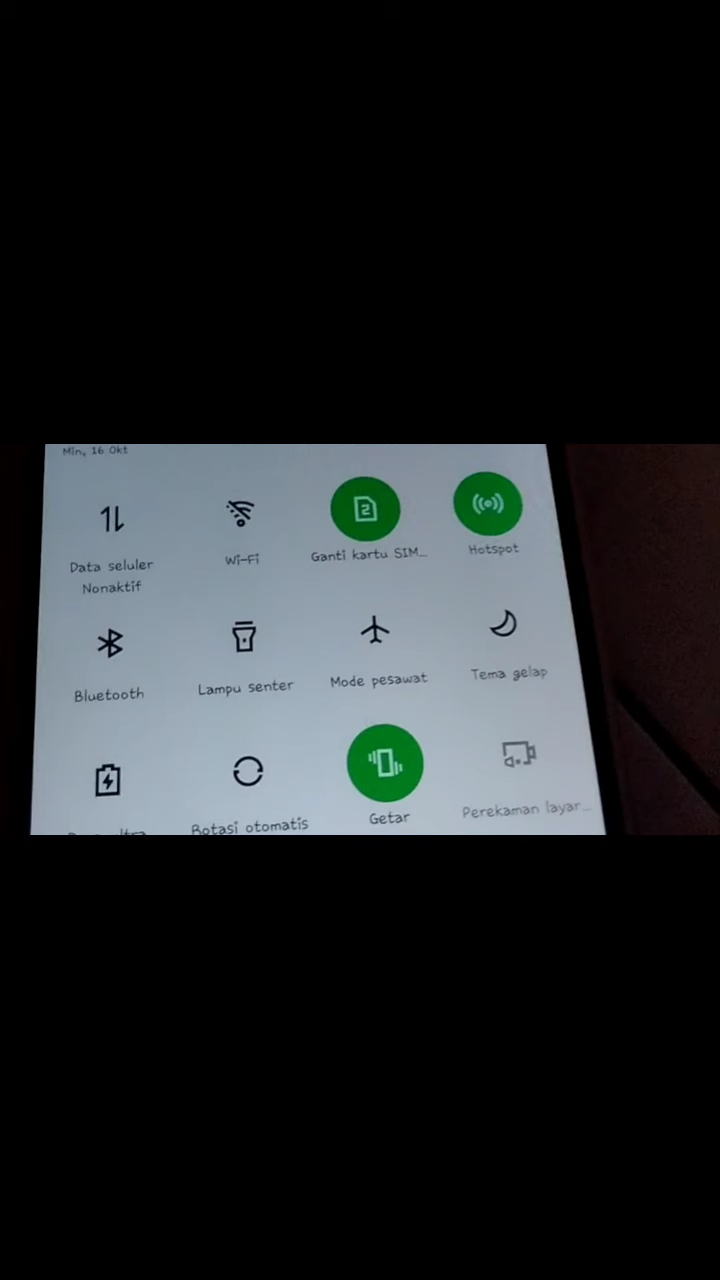 Min, 16 Okt
Data seluler
Nonaktif
Wi-Fi
Ganti kartu SIM...
2
Hotspot
Bluetooth
Lampu senter
Mode pesawat
Tema gelap
Rotasi otomatis
Getar
Perekaman layar...